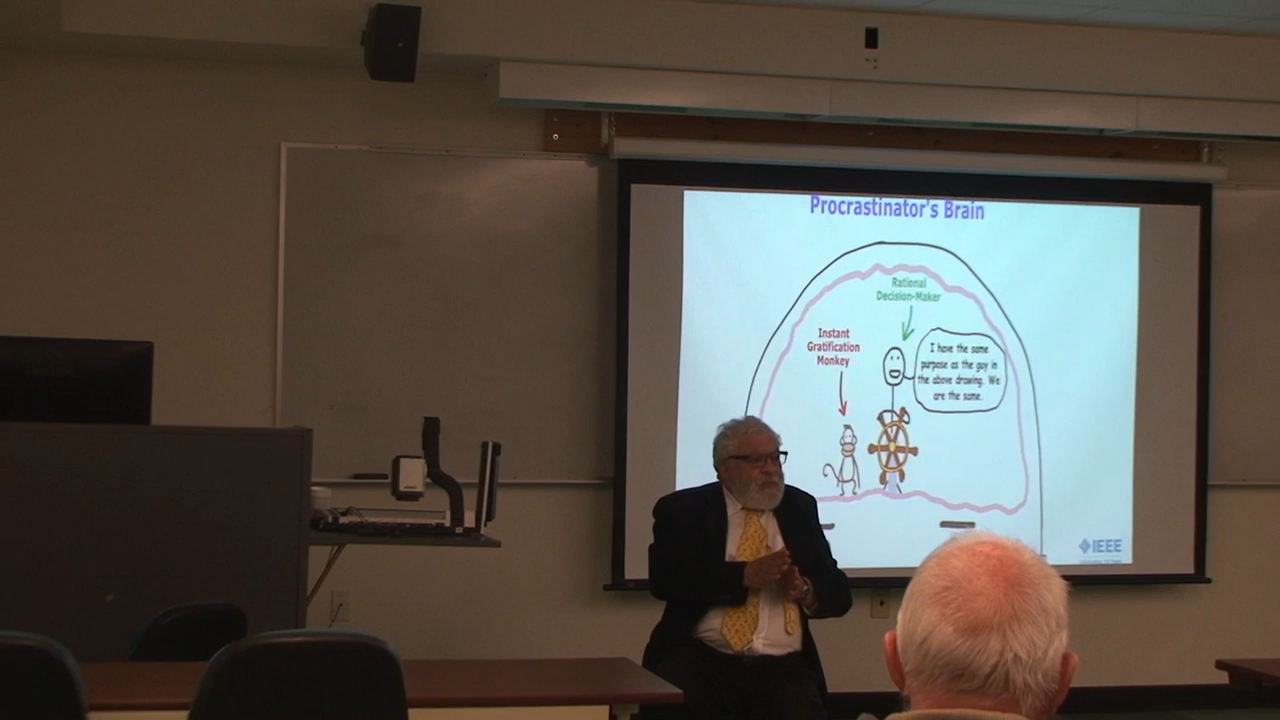 Procrastinator's Brain
Rational
Decision-Maker
Instant
Gratification
Monkey
I have the same
purpose as the guy in
the above drawing. We
are the same.
IEEE